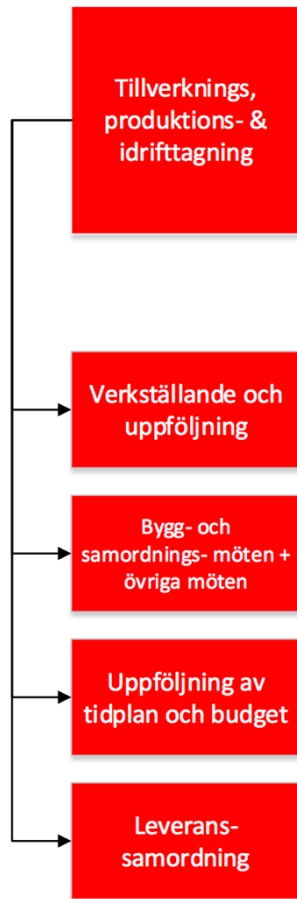 Tillverknings,
produktions- &
idrifttagning
Verkställande och
uppföljning
Bygg- och
samordnings- möten +
övriga möten
Uppföljning av
tidplan och budget
Leverans-
samordning